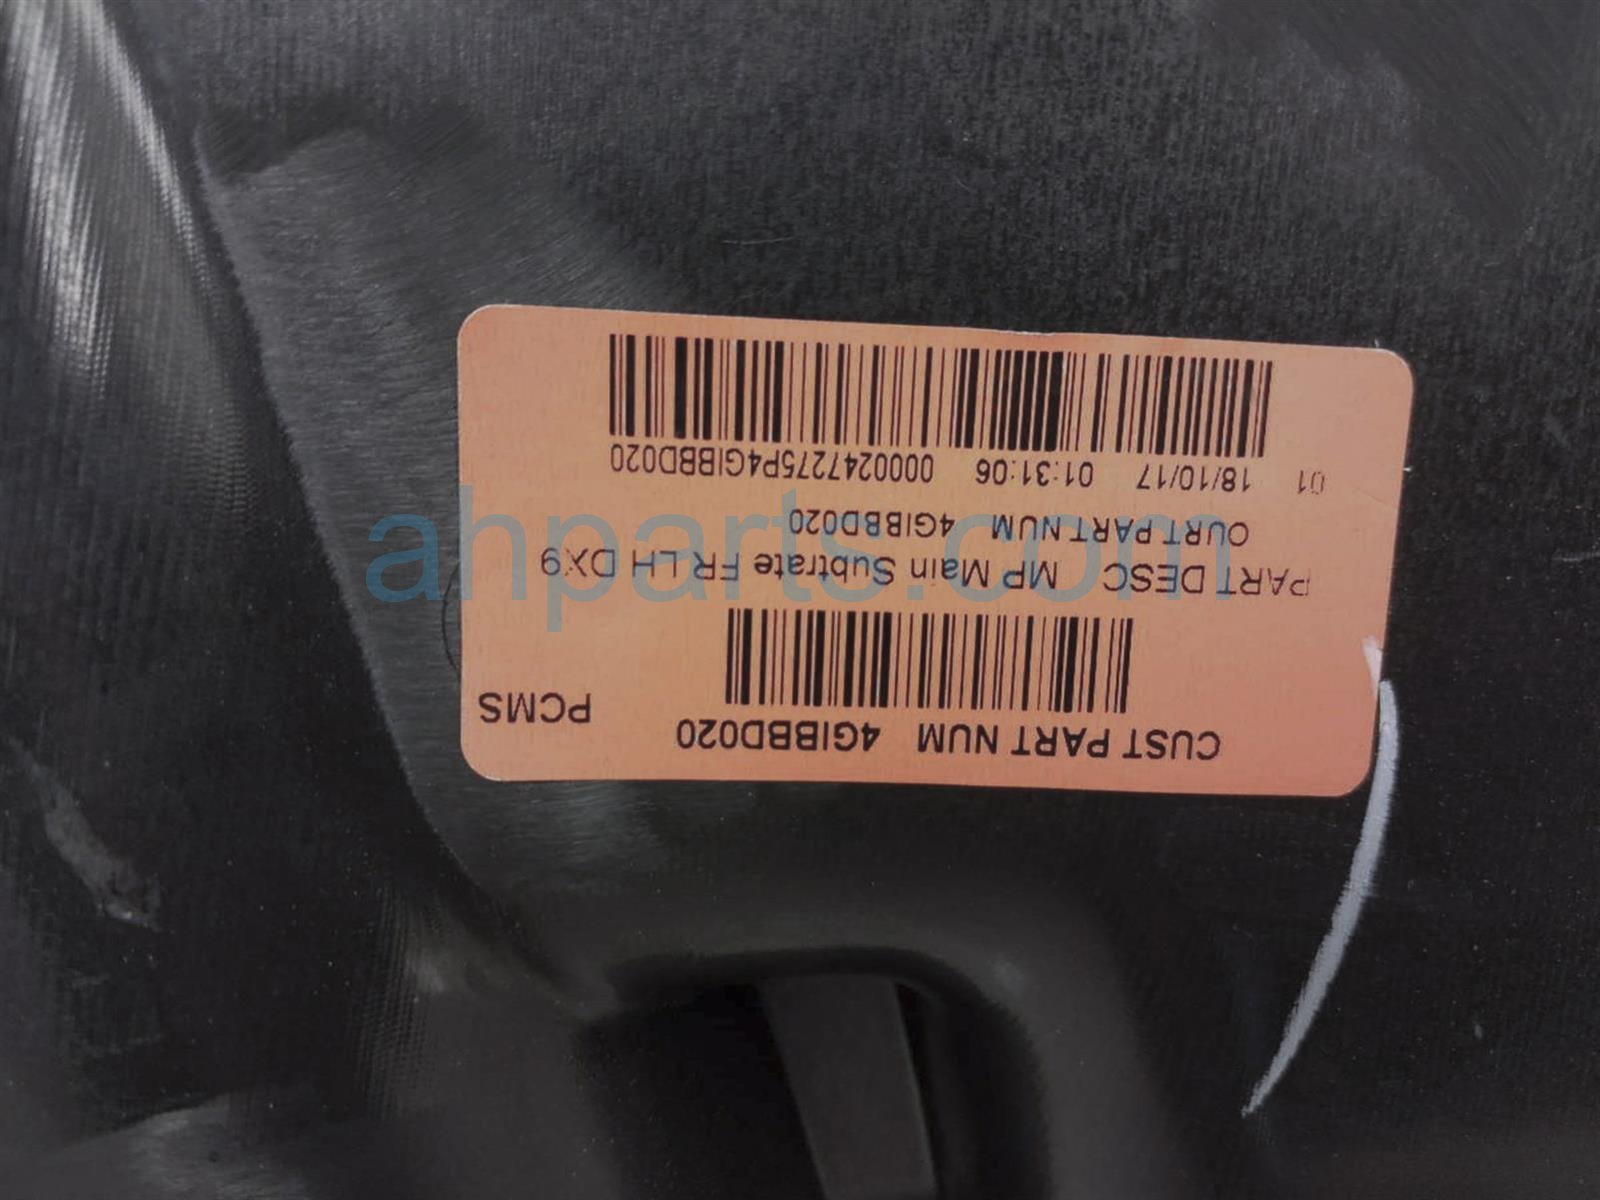 CUST PART NUM 4GIBBD020
PCMS
PART DESC MP Main Subtrate FR LH DX9
OURT PART NUM 4GIBBD020
01 18/10/17 01:31:06 0000247275P4GIBBD020
ahparts.com